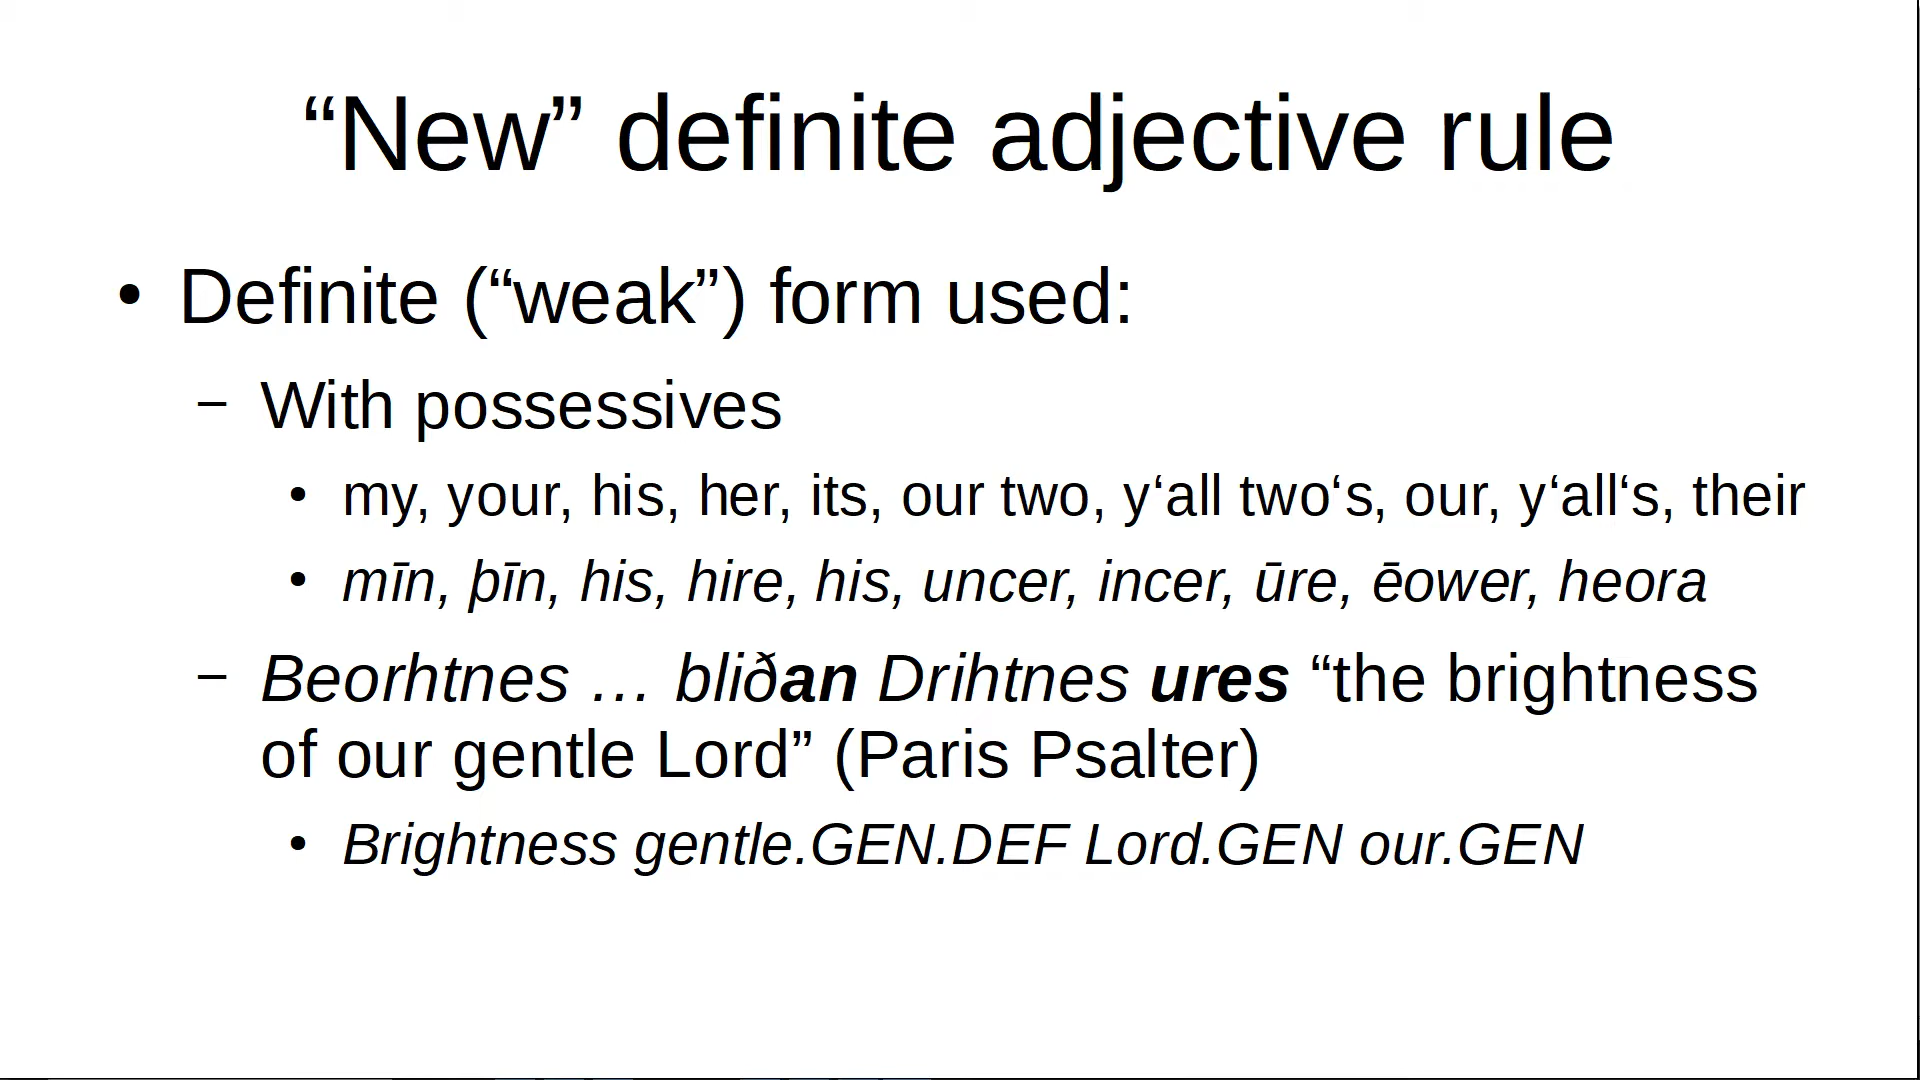 “New” definite adjective rule
• Definite (“weak”) form used:
– With possessives
• my, your, his, her, its, our two, y‘all two‘s, our, y‘all‘s, their
• mīn, þīn, his, hire, his, uncer, incer, ūre, ēower, heora
– Beorhtnes … bliðan Drihtnes ures “the brightness
of our gentle Lord” (Paris Psalter)
• Brightness gentle.GEN.DEF Lord.GEN our.GEN